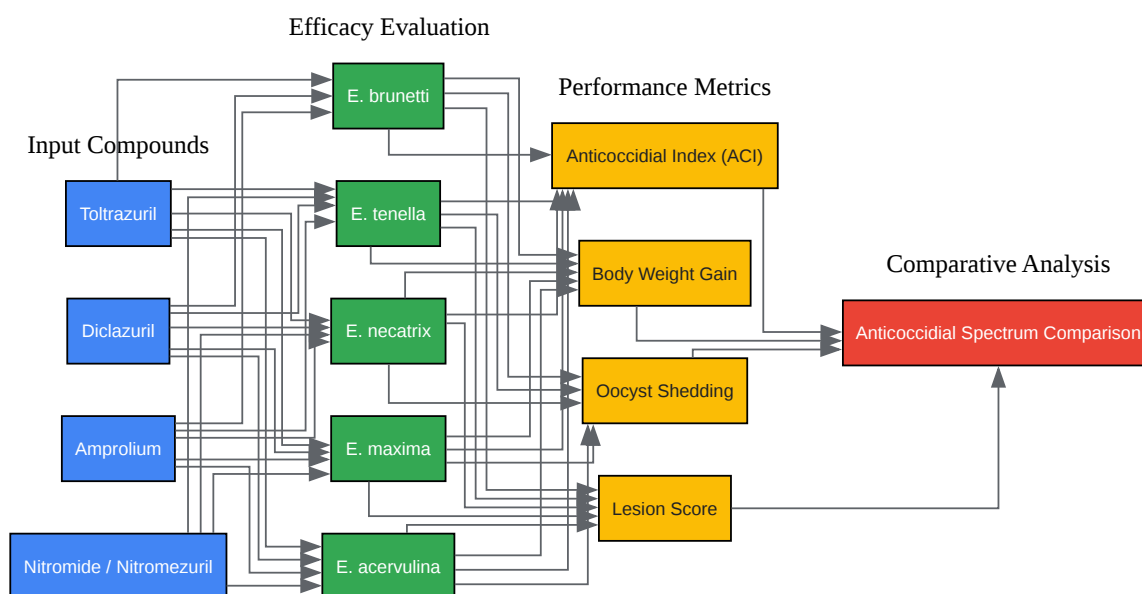 Efficacy Evaluation
E. brunetti
Performance Metrics
Input Compounds
Anticoccidial Index (ACI)
Toltrazuril
E. tenella
Body Weight Gain
Comparative Analysis
Diclazuril
E. necatrix
Anticoccidial Spectrum Comparison
Oocyst Shedding
Amprolium
E. maxima
Lesion Score
Nitromide / Nitromezuril
E. acervulina